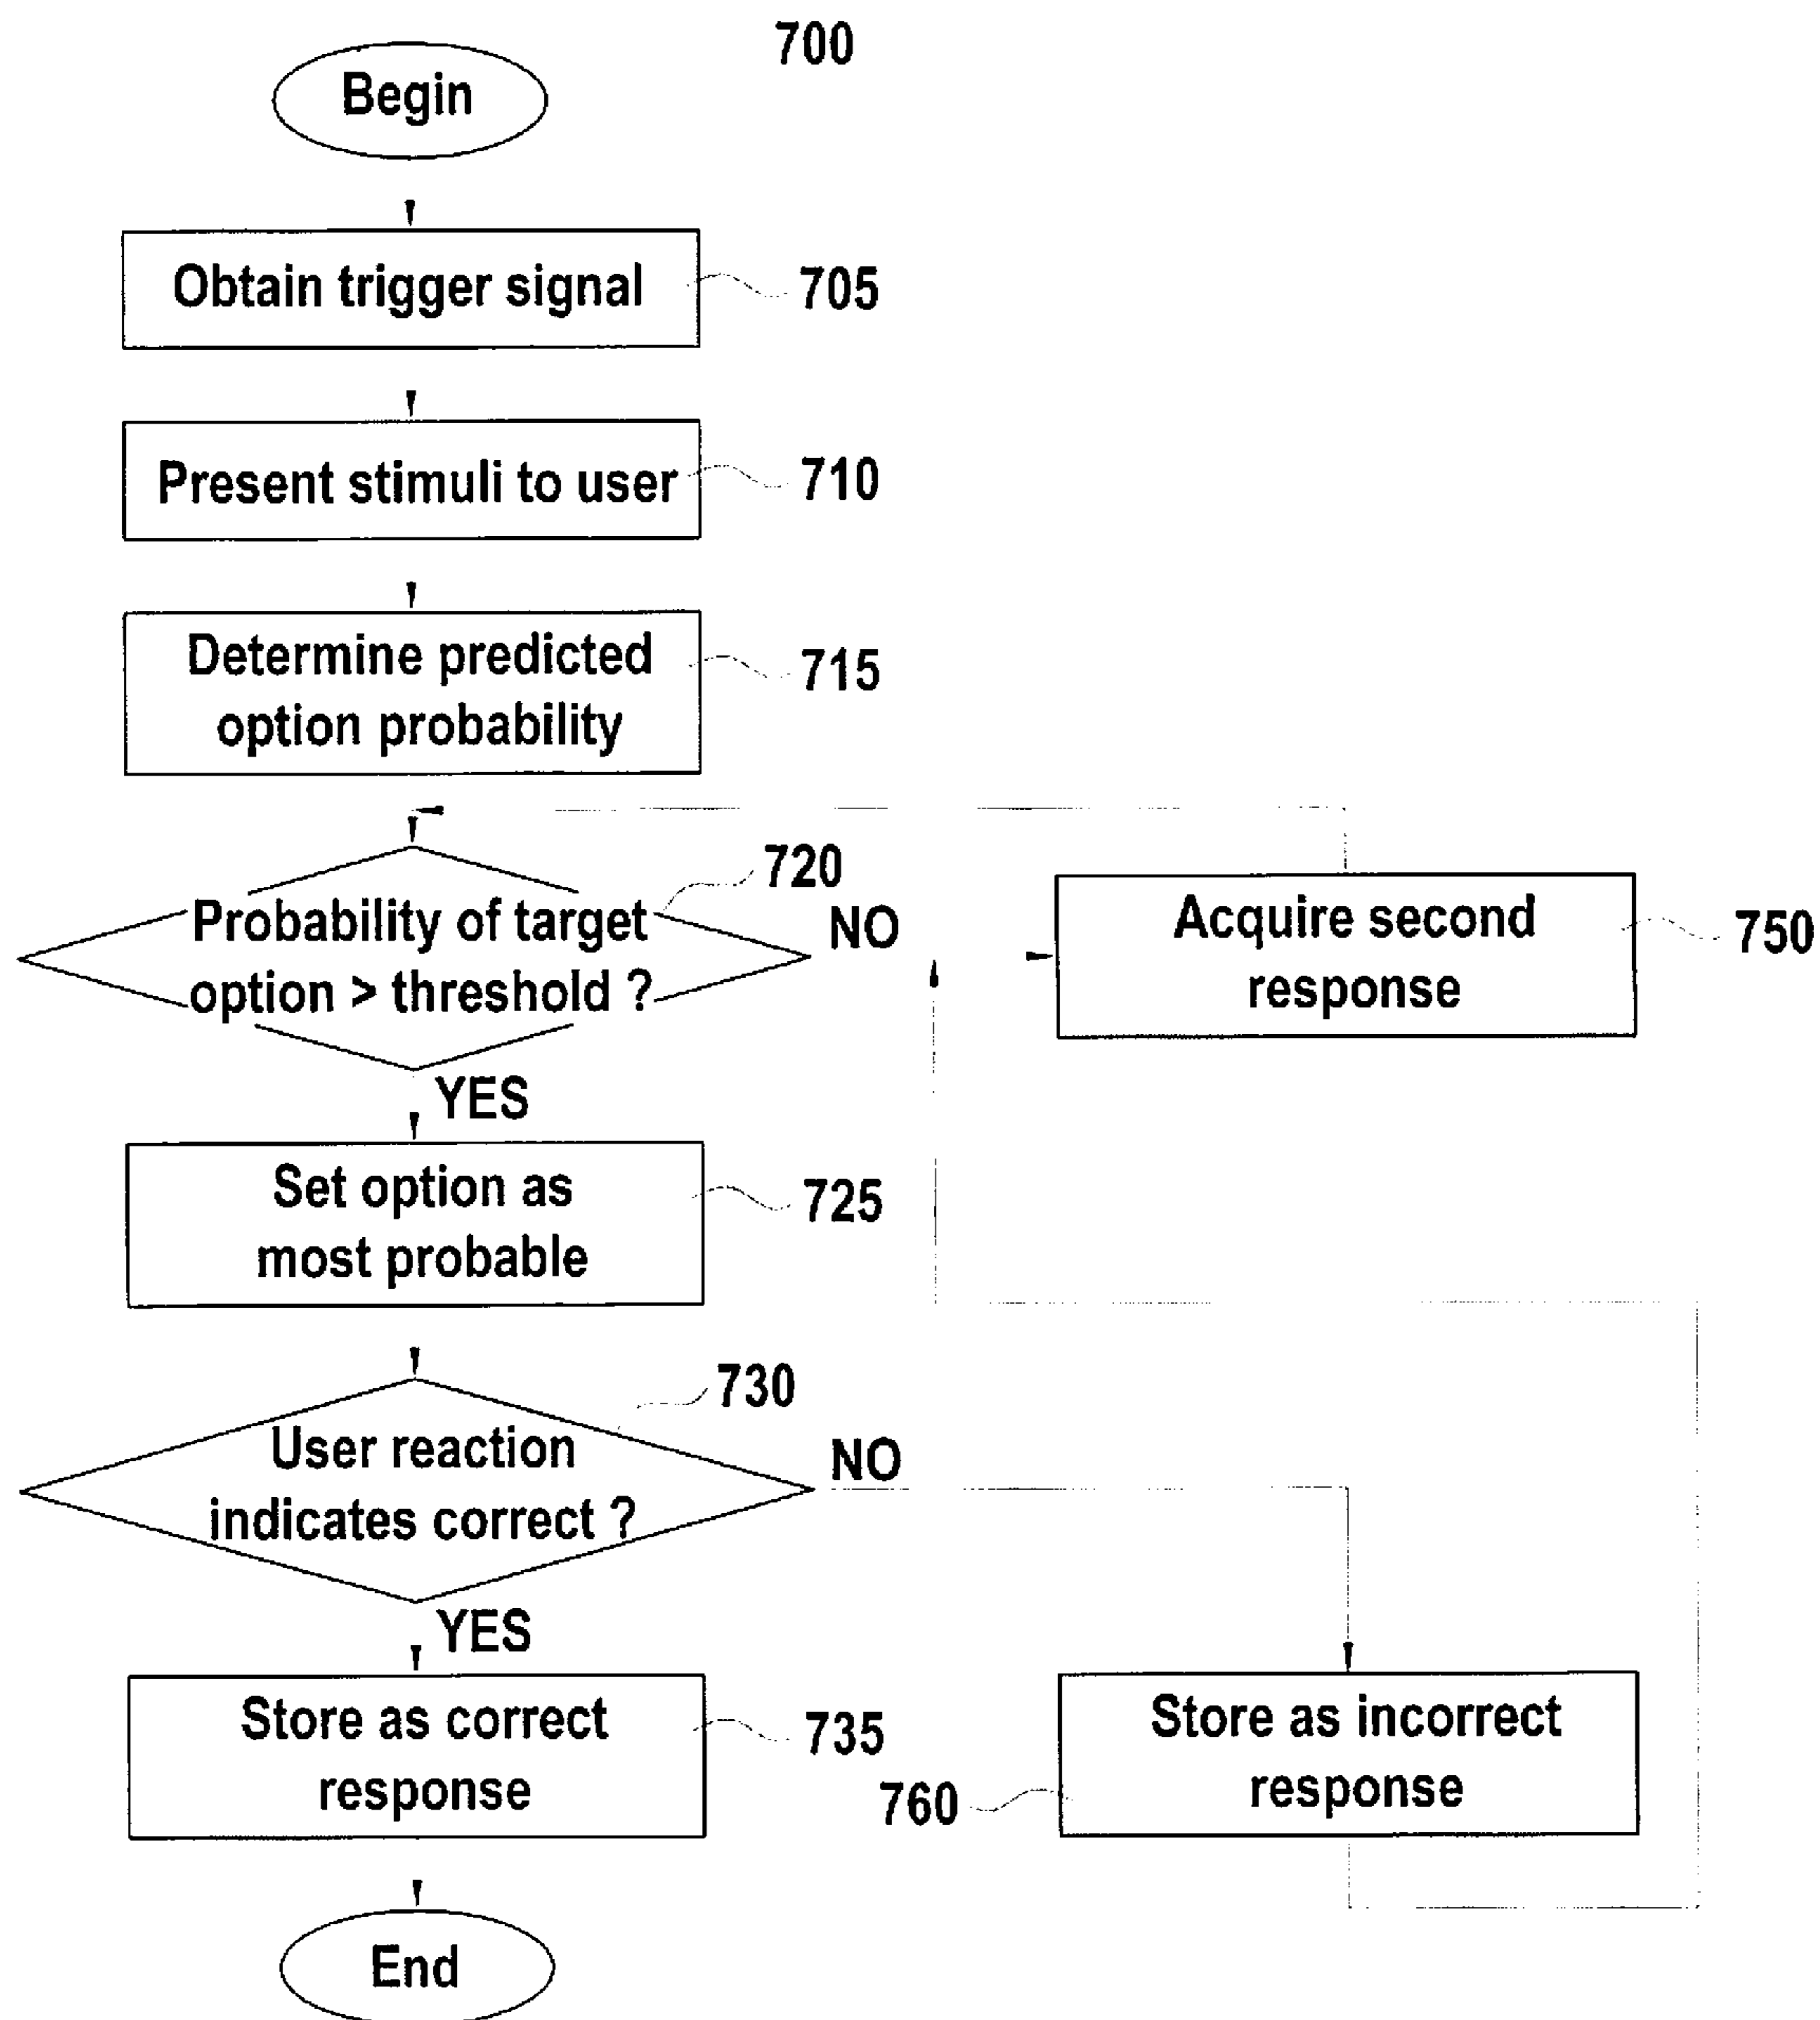 700
Begin
Obtain trigger signal
705
Present stimuli to user
710
Determine predicted
option probability
715
Probability of target
option > threshold ?
720
NO
Acquire second
response
750
YES
Set option as
most probable
725
User reaction
indicates correct ?
730
NO
YES
Store as correct
response
735
Store as incorrect
response
760
End